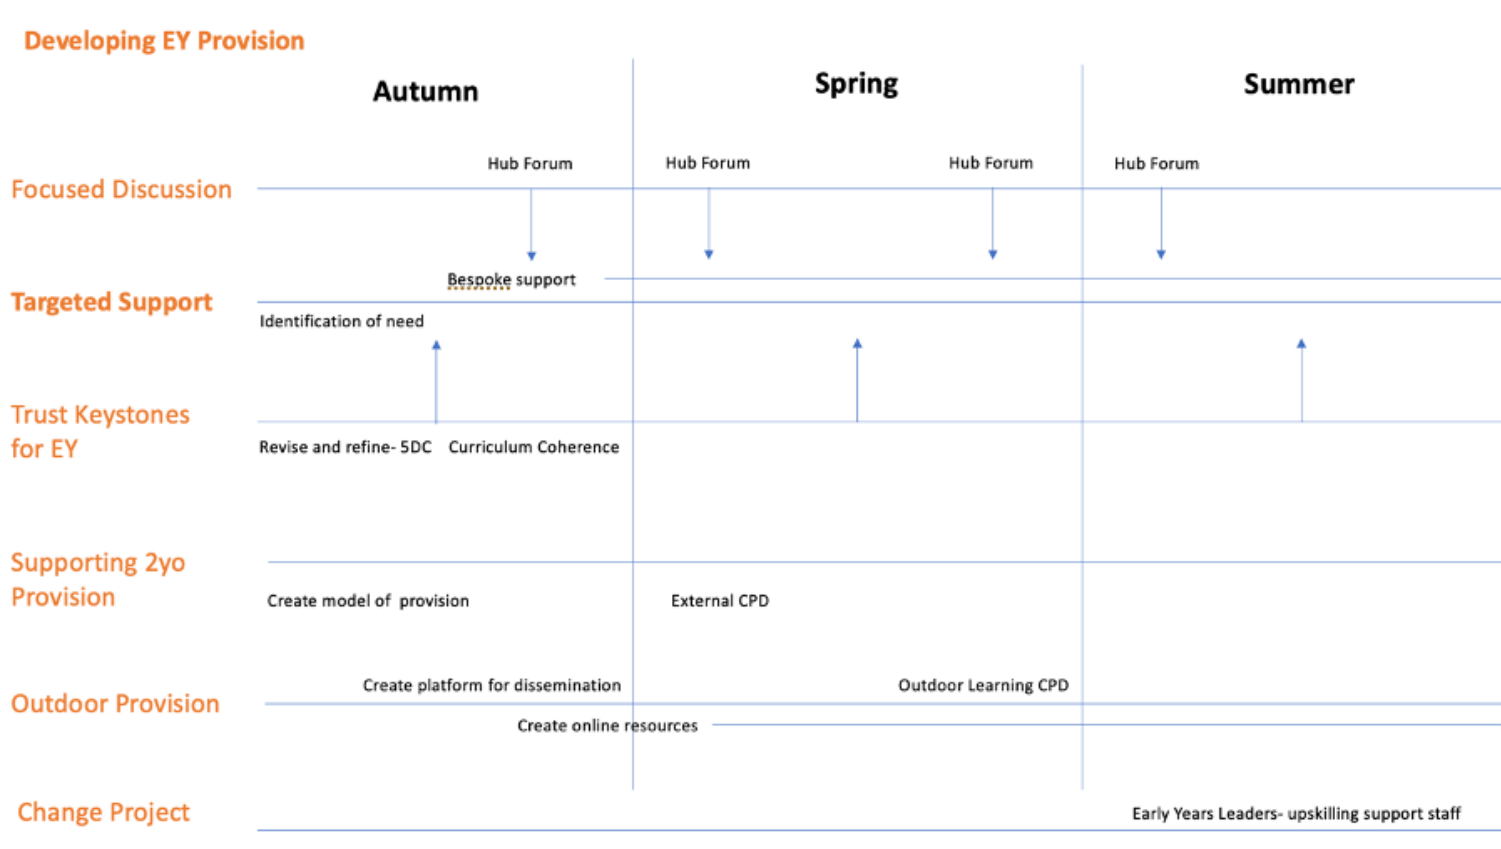 Developing EY Provision
Autumn
Spring
Summer
Hub Forum
Hub Forum
Hub Forum
Hub Forum
Focused Discussion
Bespoke support
Targeted Support
Identification of need
Trust Keystones
for EY
Revise and refine- 5DC
Curriculum Coherence
Supporting 2yo
Provision
Create model of provision
External CPD
Create platform for dissemination
Outdoor Learning CPD
Outdoor Provision
Create online resources
Change Project
Early Years Leaders- upskilling support staff